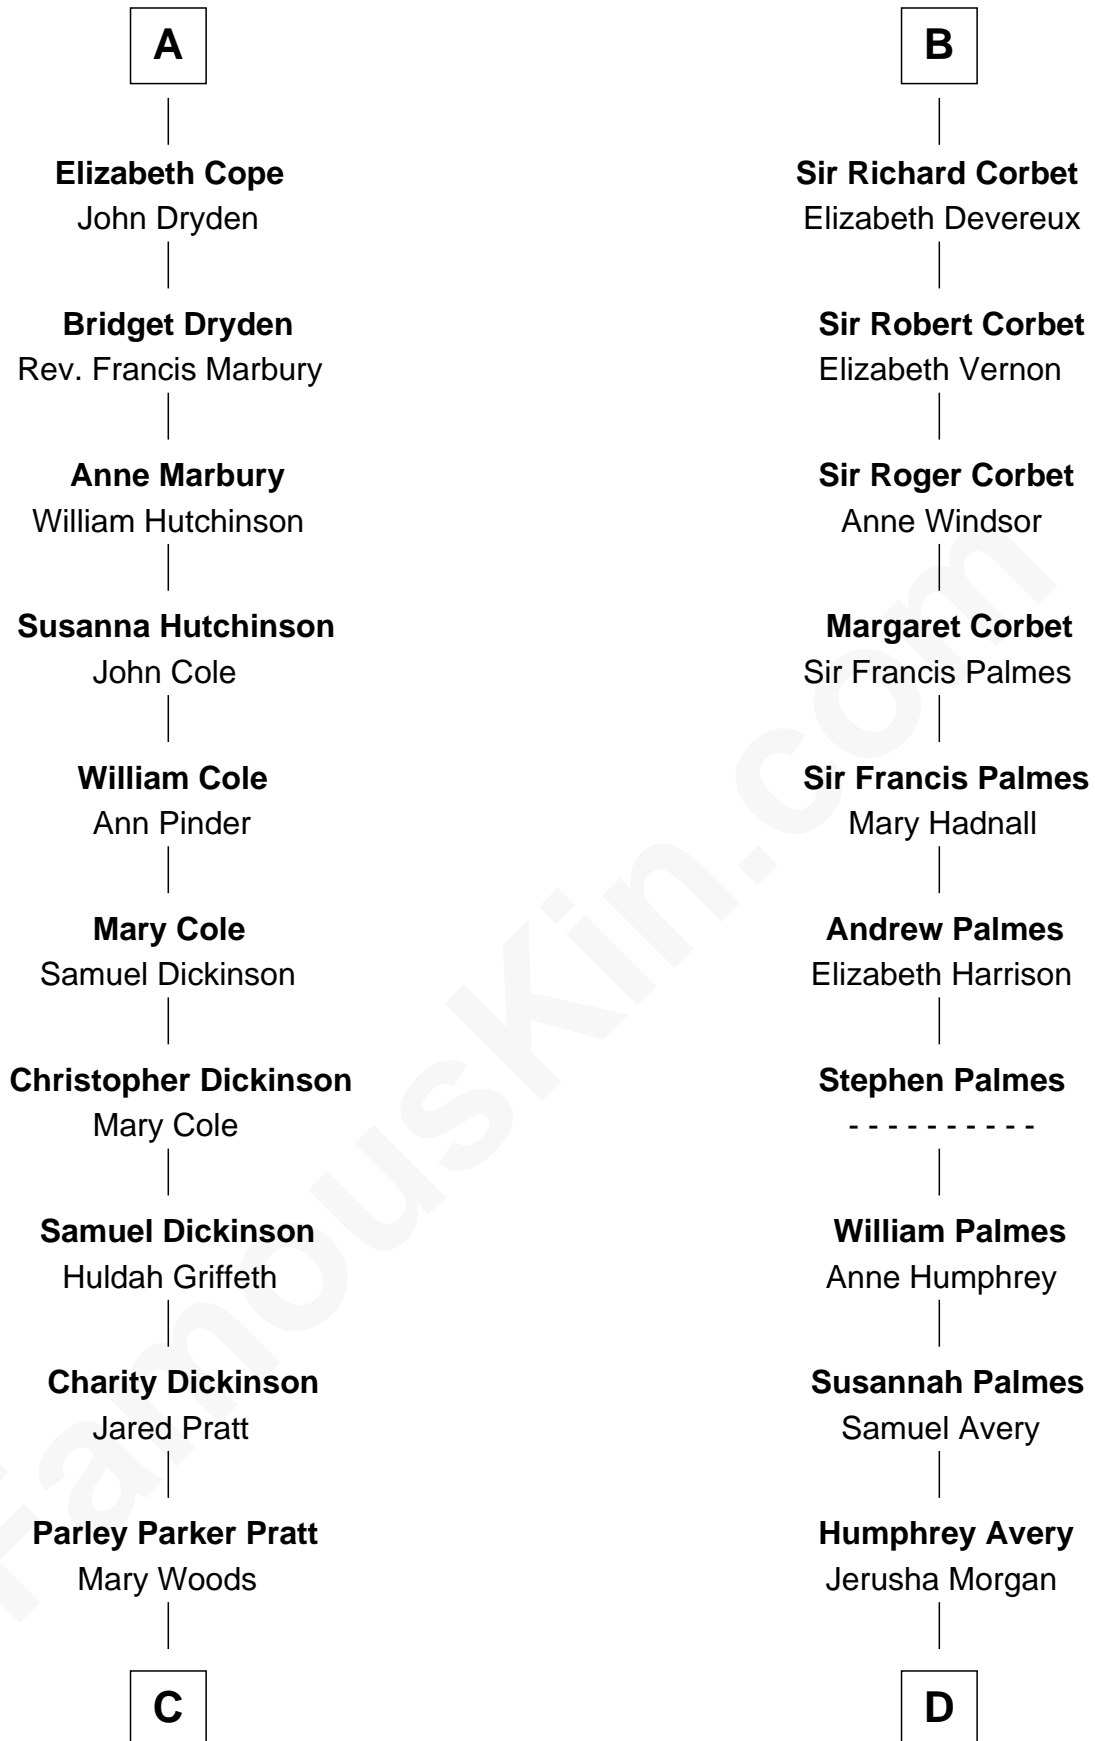 A
Elizabeth Cope
John Dryden
Bridget Dryden
Rev. Francis Marbury
Anne Marbury
William Hutchinson
Susanna Hutchinson
John Cole
William Cole
Ann Pinder
Mary Cole
Samuel Dickinson
Christopher Dickinson
Mary Cole
Samuel Dickinson
Huldah Griffeth
Charity Dickinson
Jared Pratt
Parley Parker Pratt
Mary Woods
C
B
Sir Richard Corbet
Elizabeth Devereux
Sir Robert Corbet
Elizabeth Vernon
Sir Roger Corbet
Anne Windsor
Margaret Corbet
Sir Francis Palmes
Sir Francis Palmes
Mary Hadnall
Andrew Palmes
Elizabeth Harrison
Stephen Palmes
- - - - - - - - - -
William Palmes
Anne Humphrey
Susannah Palmes
Samuel Avery
Humphrey Avery
Jerusha Morgan
D
FamousKin.com